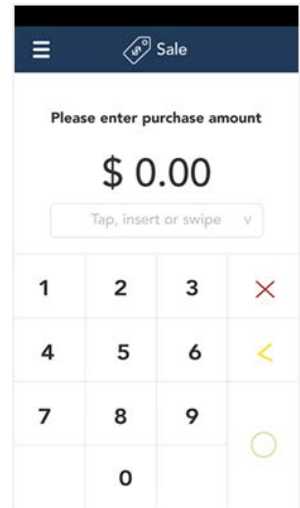 Sale
Please enter purchase amount
$ 0.00
Tap, insert or swipe v
1 2 3
4 5 6 <
7 8 9
0